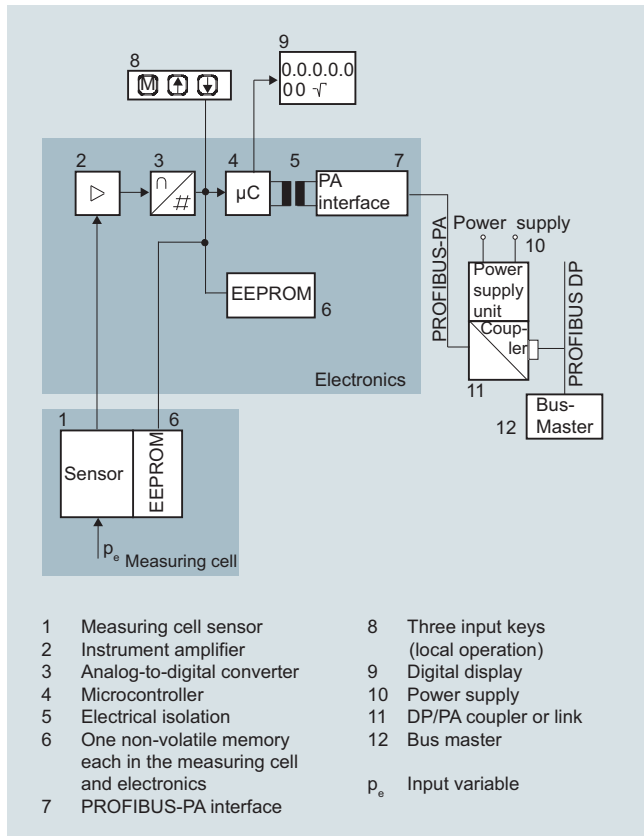 8
9
M
0.0.0.0.0
00 √
2
3
4
5
7
∩
#
µC
PA
interface
Power supply
10
PROFIBUS-PA
PROFIBUS DP
Power
supply
unit
Coup-
ler
EEPROM
6
Electronics
11
12
Bus-
Master
1
6
Sensor
EEPROM
pe Measuring cell
1 Measuring cell sensor
2 Instrument amplifier
3 Analog-to-digital converter
4 Microcontroller
5 Electrical isolation
6 One non-volatile memory
each in the measuring cell
and electronics
7 PROFIBUS-PA interface
8 Three input keys
(local operation)
9 Digital display
10 Power supply
11 DP/PA coupler or link
12 Bus master
pe Input variable